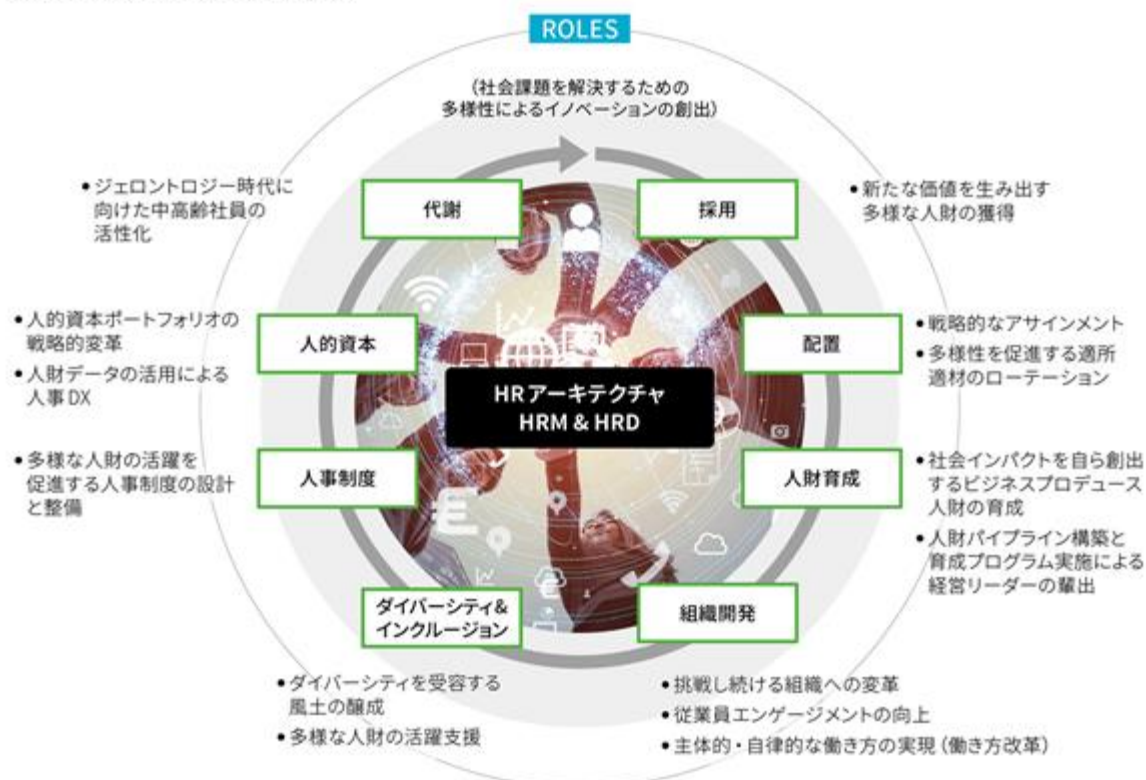 ROLES
(社会課題を解決するための
多様性によるイノベーションの創出)
代謝
• ジェロントロジー時代に
向けた中高齢社員の
活性化
採用
• 新たな価値を生み出す
多様な人財の獲得
人的資本
• 人的資本ポートフォリオの
戦略的変革
• 人財データの活用による
人事DX
配置
• 戦略的なアサインメント
• 多様性を促進する適所
適材のローテーション
HRアーキテクチャ
HRM & HRD
人事制度
• 多様な人財の活躍を
促進する人事制度の設計
と整備
人財育成
• 社会インパクトを自ら創出
するビジネスプロデュース
人財の育成
• 人財パイプライン構築と
育成プログラム実施による
経営リーダーの輩出
ダイバーシティ&
インクルージョン
• ダイバーシティを受容する
風土の醸成
• 多様な人財の活躍支援
組織開発
• 挑戦し続ける組織への変革
• 従業員エンゲージメントの向上
• 主体的・自律的な働き方の実現(働き方改革)